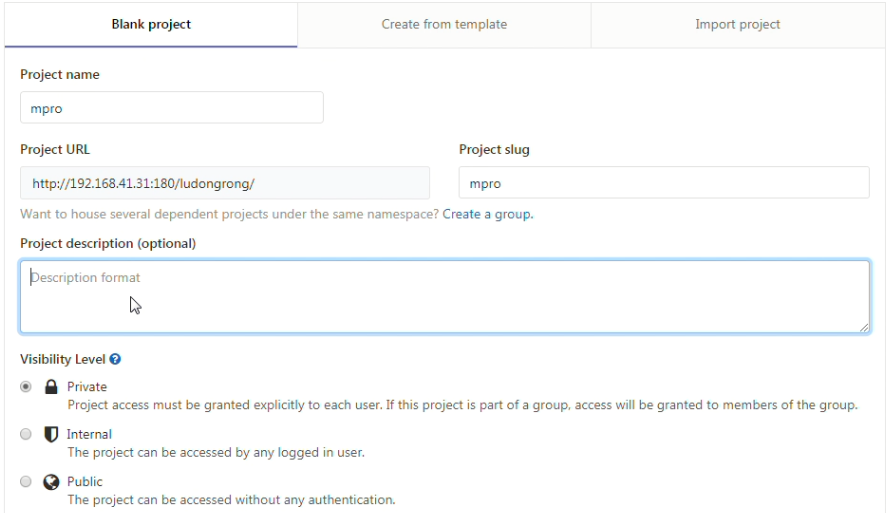 Blank project
Create from template
Import project
Project name
mpro
Project URL
Project slug
http://192.168.41.31:180/ludongrong/
mpro
Want to house several dependent projects under the same namespace? Create a group.
Project description (optional)
Description format
Visibility Level
Private
Project access must be granted explicitly to each user. If this project is part of a group, access will be granted to members of the group.
Internal
The project can be accessed by any logged in user.
Public
The project can be accessed without any authentication.